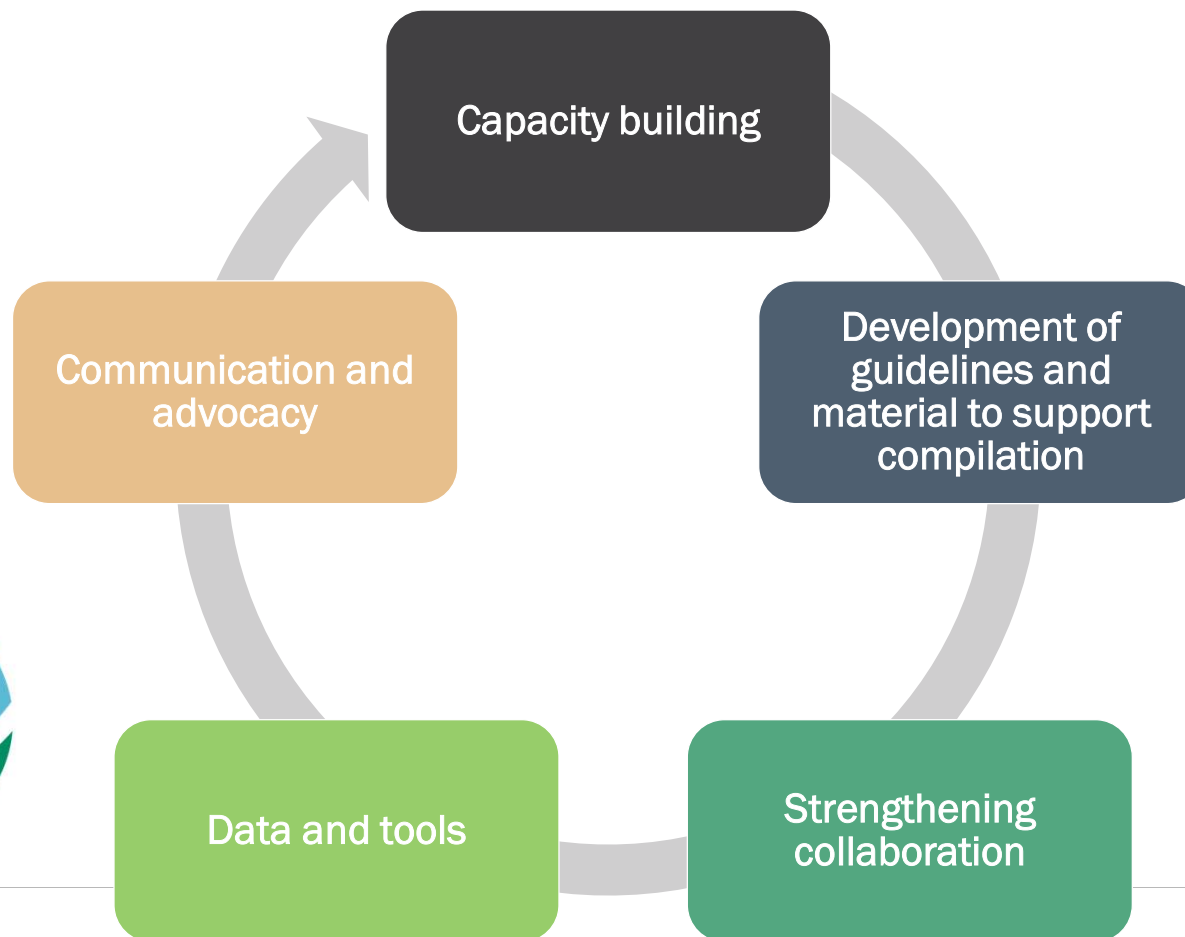 Capacity building
Development of
guidelines and
material to support
compilation
Strengthening
collaboration
Data and tools
Communication and
advocacy